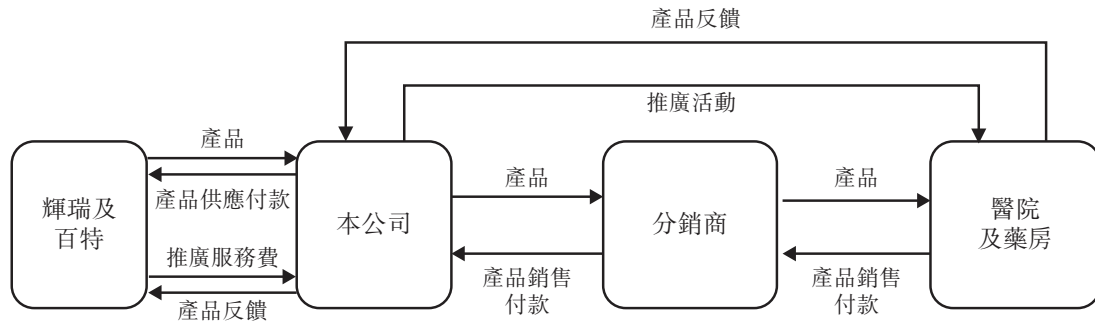 產品反饋
推廣活動
產品
產品供應付款
輝瑞及
百特
推廣服務費
產品反饋
本公司
產品
產品銷售
付款
分銷商
產品
產品銷售
付款
醫院
及藥房